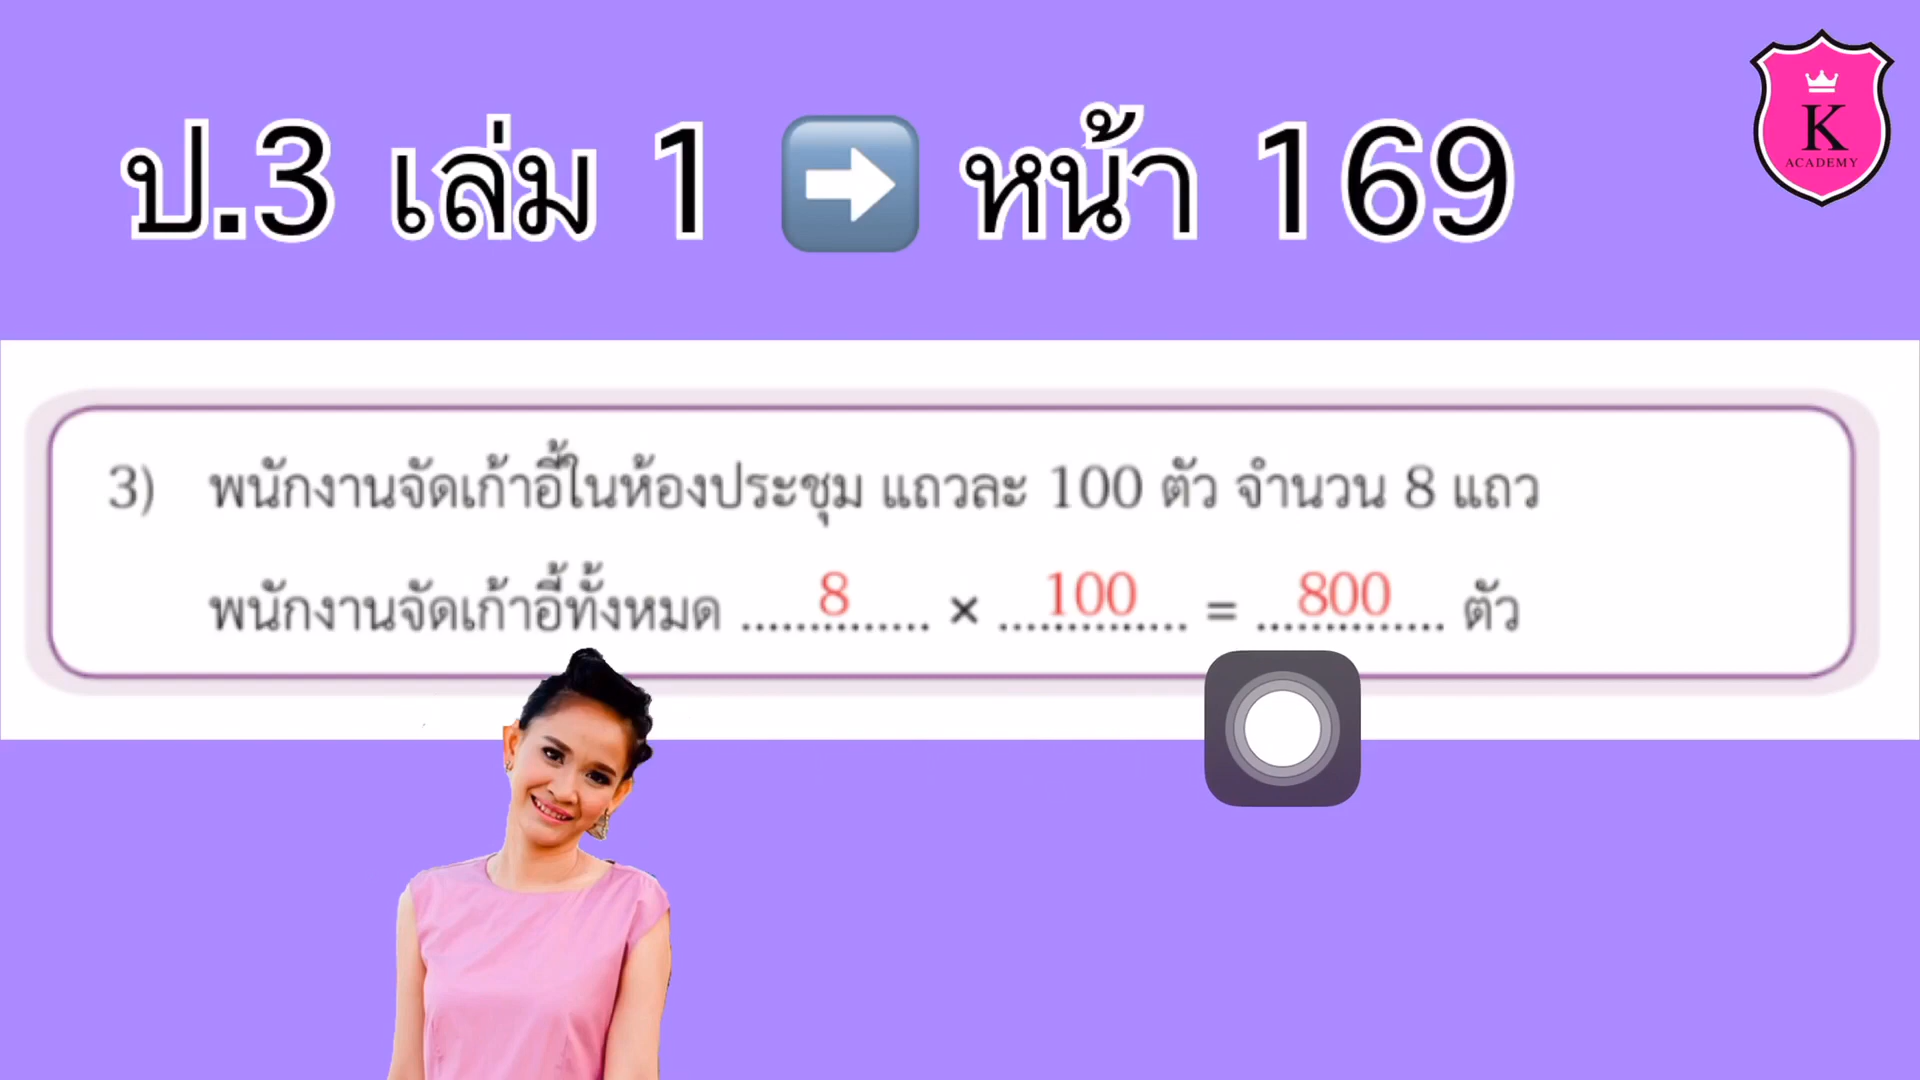 ป.3 เล่ม 1 ➡ หน้า 169
K
ACADEMY
3) พนักงานจัดเก้าอี้ในห้องประชุม แถวละ 100 ตัว จำนวน 8 แถว
พนักงานจัดเก้าอี้ทั้งหมด ..............8.............. × ..............100.............. = ..............800.............. ตัว